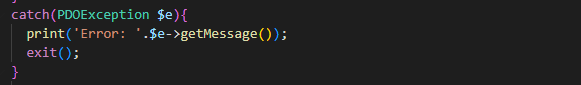 catch(PDOException $e){
print('Error: '.$e->getMessage());
exit();
}